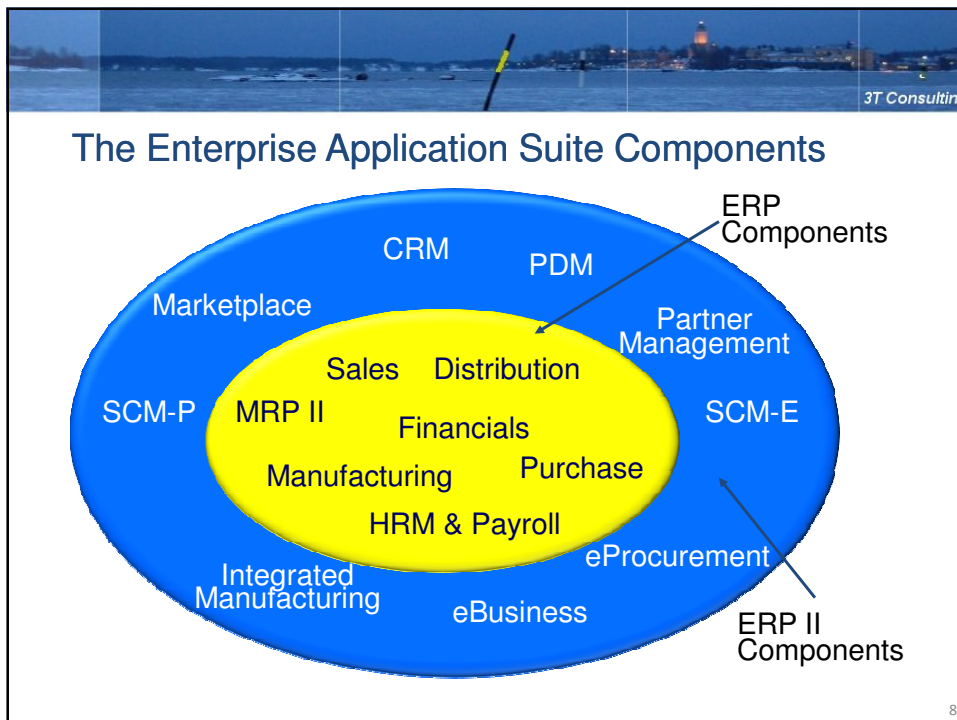 3T Consultin
The Enterprise Application Suite Components
ERP
Components
CRM
PDM
Marketplace
Partner
Management
Sales Distribution
SCM-P
MRP II
SCM-E
Financials
Manufacturing
Purchase
HRM & Payroll
eProcurement
Integrated
Manufacturing
eBusiness
ERP II
Components
8